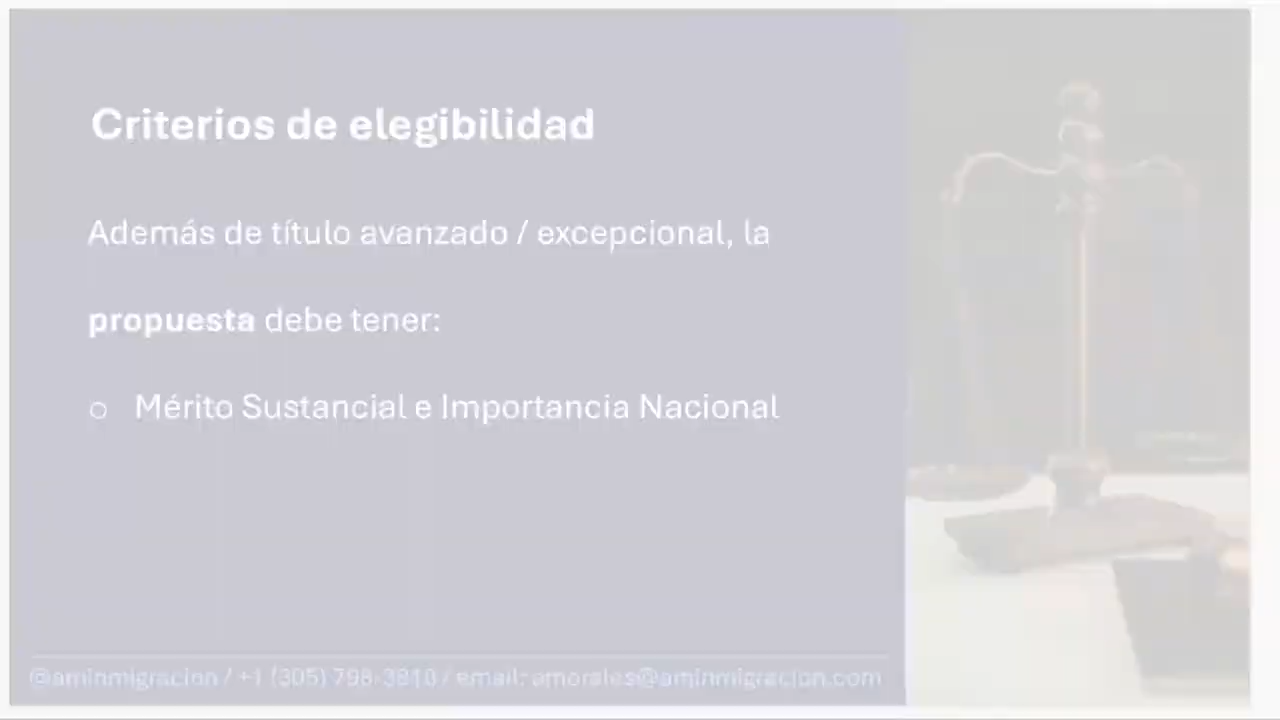 Criterios de elegibilidad
Además de título avanzado / excepcional, la
propuesta debe tener:
○ Mérito Sustancial e Importancia Nacional
@aminmigracion / +1 (305) 798-3810 / email: amorales@aminmigracion.com